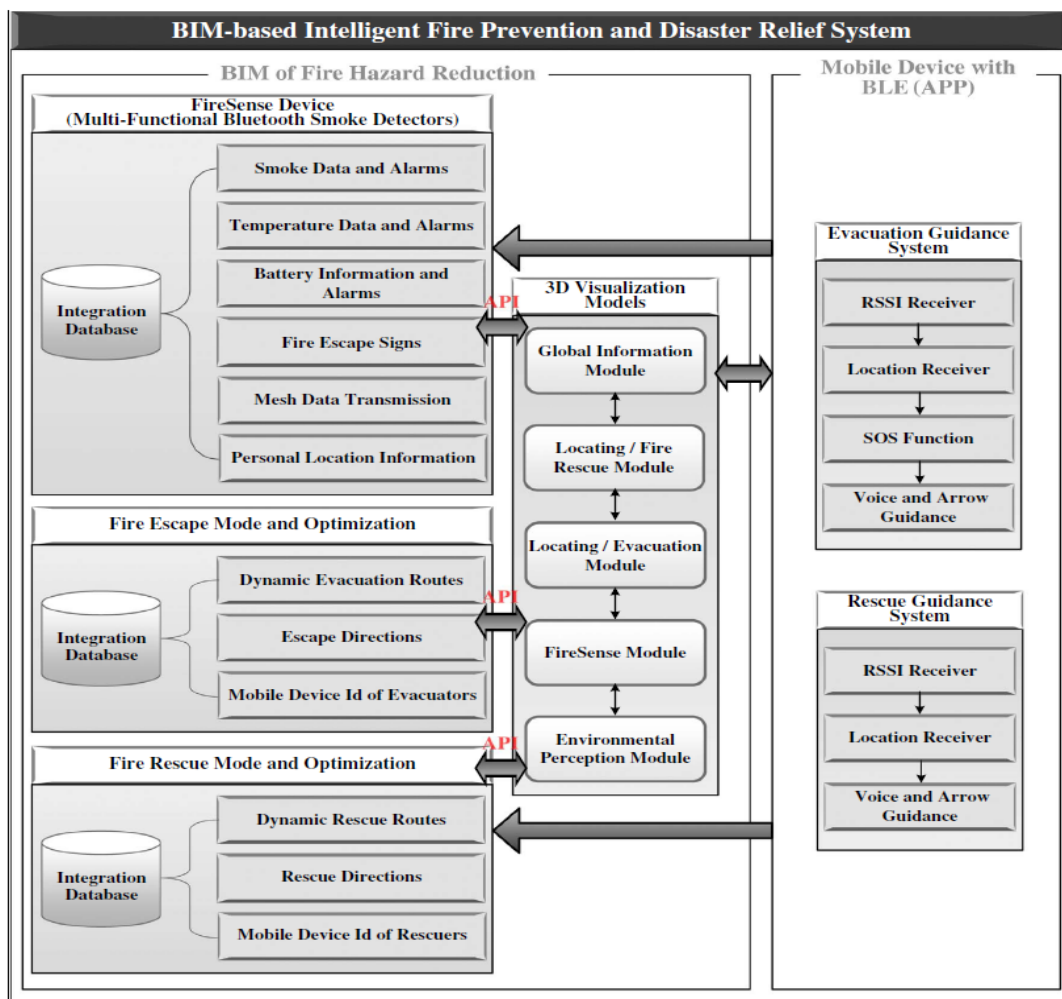 BIM-based Intelligent Fire Prevention and Disaster Relief System
BIM of Fire Hazard Reduction
FireSense Device
(Multi-Functional Bluetooth Smoke Detectors)
Integration
Database
Smoke Data and Alarms
Temperature Data and Alarms
Battery Information and
Alarms
Fire Escape Signs
Mesh Data Transmission
Personal Location Information
Fire Escape Mode and Optimization
Integration
Database
Dynamic Evacuation Routes
Escape Directions
Mobile Device Id of Evacuators
Fire Rescue Mode and Optimization
Integration
Database
Dynamic Rescue Routes
Rescue Directions
Mobile Device Id of Rescuers
API
API
API
3D Visualization
Models
Global Information
Module
Locating / Fire
Rescue Module
Locating / Evacuation
Module
FireSense Module
Environmental
Perception Module
Mobile Device with
BLE (APP)
Evacuation Guidance
System
RSSI Receiver
Location Receiver
SOS Function
Voice and Arrow
Guidance
Rescue Guidance
System
RSSI Receiver
Location Receiver
Voice and Arrow
Guidance